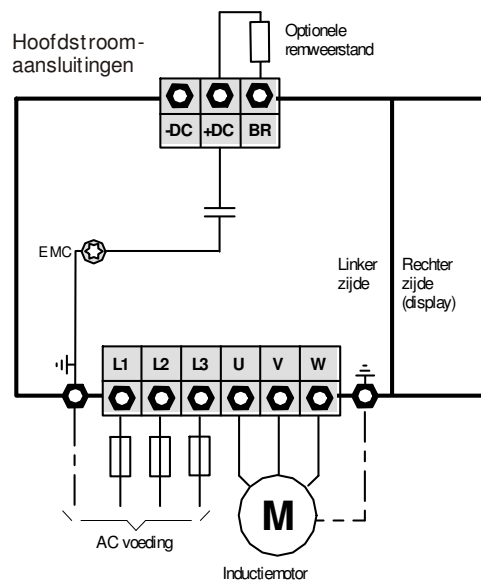 Hoofdstroom-
aansluitingen
Optionele
remweerstand
-DC +DC BR
EMC
Linker
zijde
Rechter
zijde
(display)
L1 L2 L3 U V W
M
AC voeding
Inductiemotor